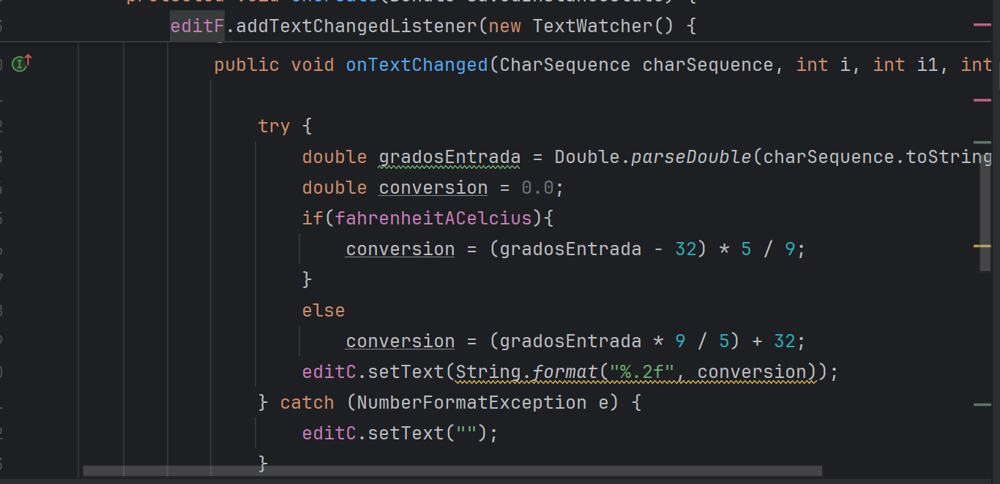 editF.addTextChangedListener(new TextWatcher() {
public void onTextChanged(CharSequence charSequence, int i, int i1, int
try {
double gradosEntrada = Double.parseDouble(charSequence.toString
double conversion = 0.0;
if(fahrenheitACelcius){
conversion = (gradosEntrada - 32) * 5 / 9;
}
else
conversion = (gradosEntrada * 9 / 5) + 32;
editC.setText(String.format("%.2f", conversion));
} catch (NumberFormatException e) {
editC.setText("");
}